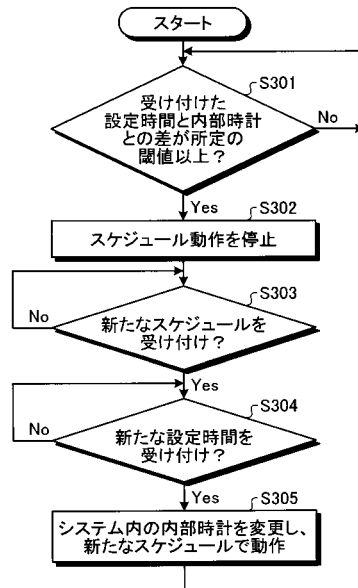 スタート
S301
受け付けた
設定時間と内部時計
との差が所定の
閾値以上？
No
Yes
S302
スケジュール動作を停止
S303
新たなスケジュールを
受け付け？
No
Yes
S304
新たな設定時間を
受け付け？
No
Yes
S305
システム内の内部時計を変更し、
新たなスケジュールで動作